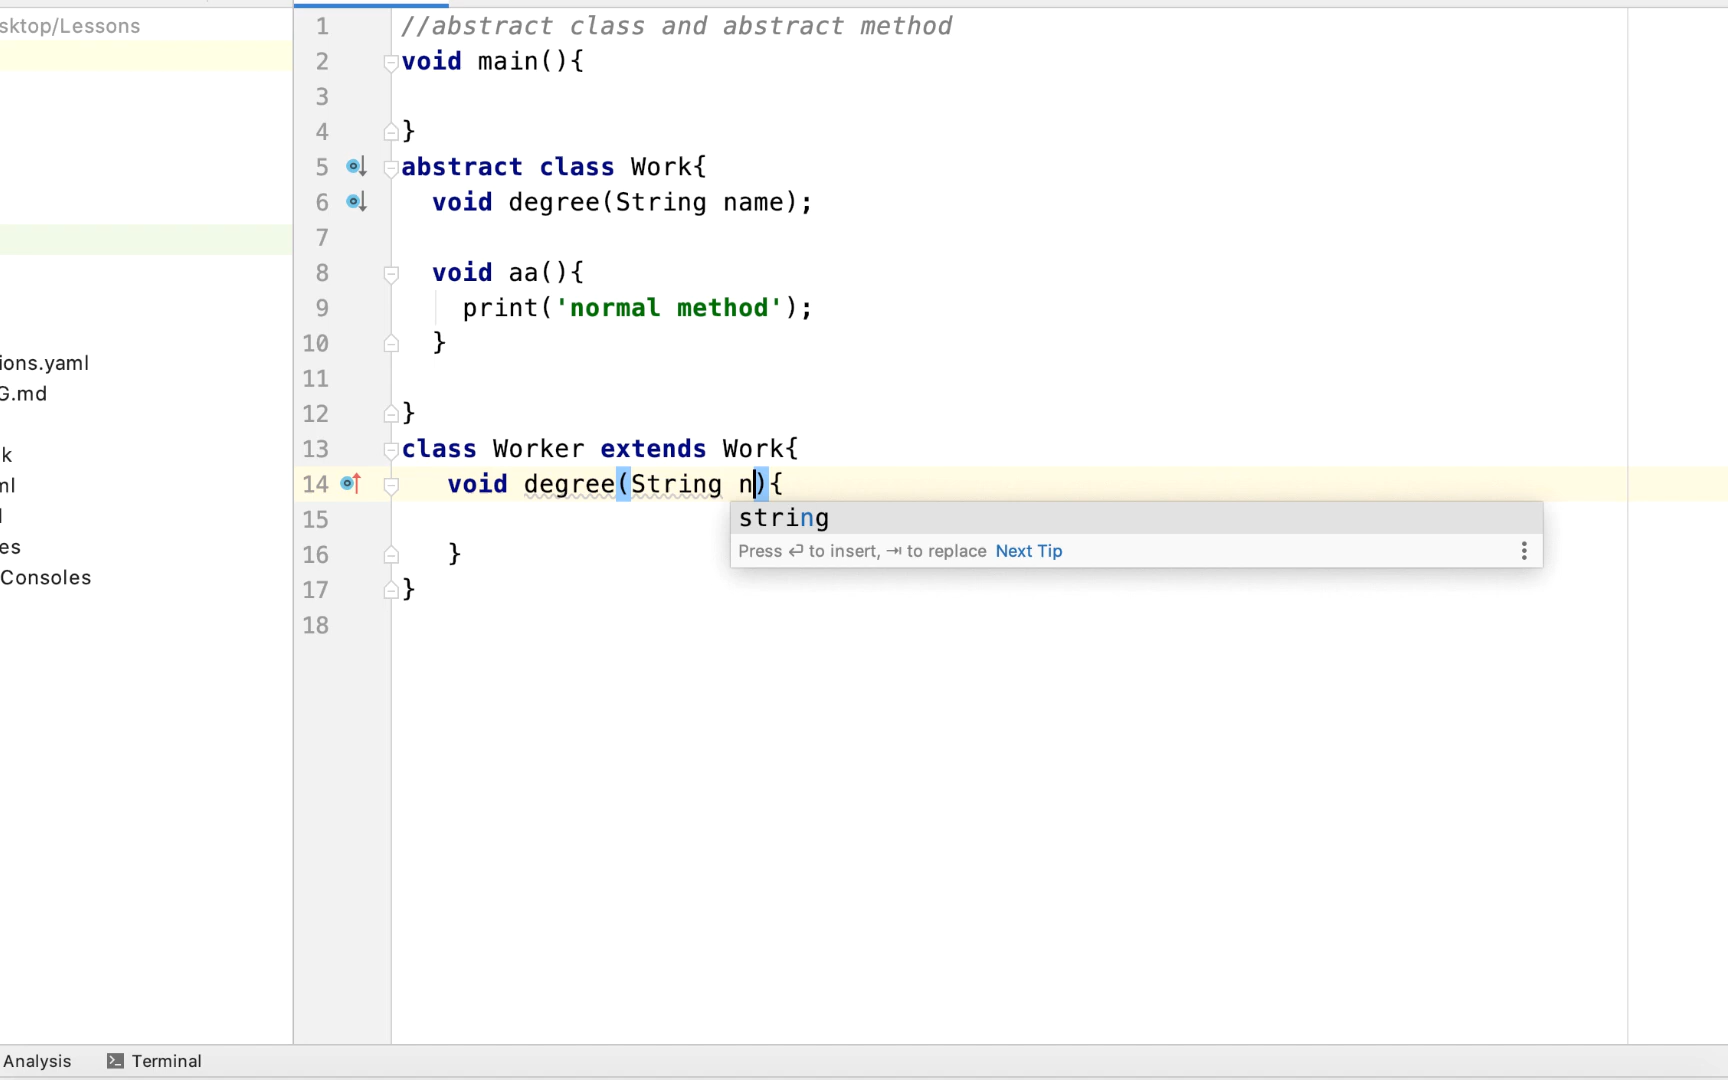 sktop/Lessons
ions.yaml
G.md
k
ml
l
es
Consoles
1 //abstract class and abstract method
2 void main(){
3
4 }
5 abstract class Work{
6 void degree(String name);
7
8 void aa(){
9 print('normal method');
10 }
11
12 }
13 class Worker extends Work{
14 void degree(String n){
15
16 }
17 }
18
string
Press ↩ to insert, ⇥ to replace Next Tip
Analysis Terminal